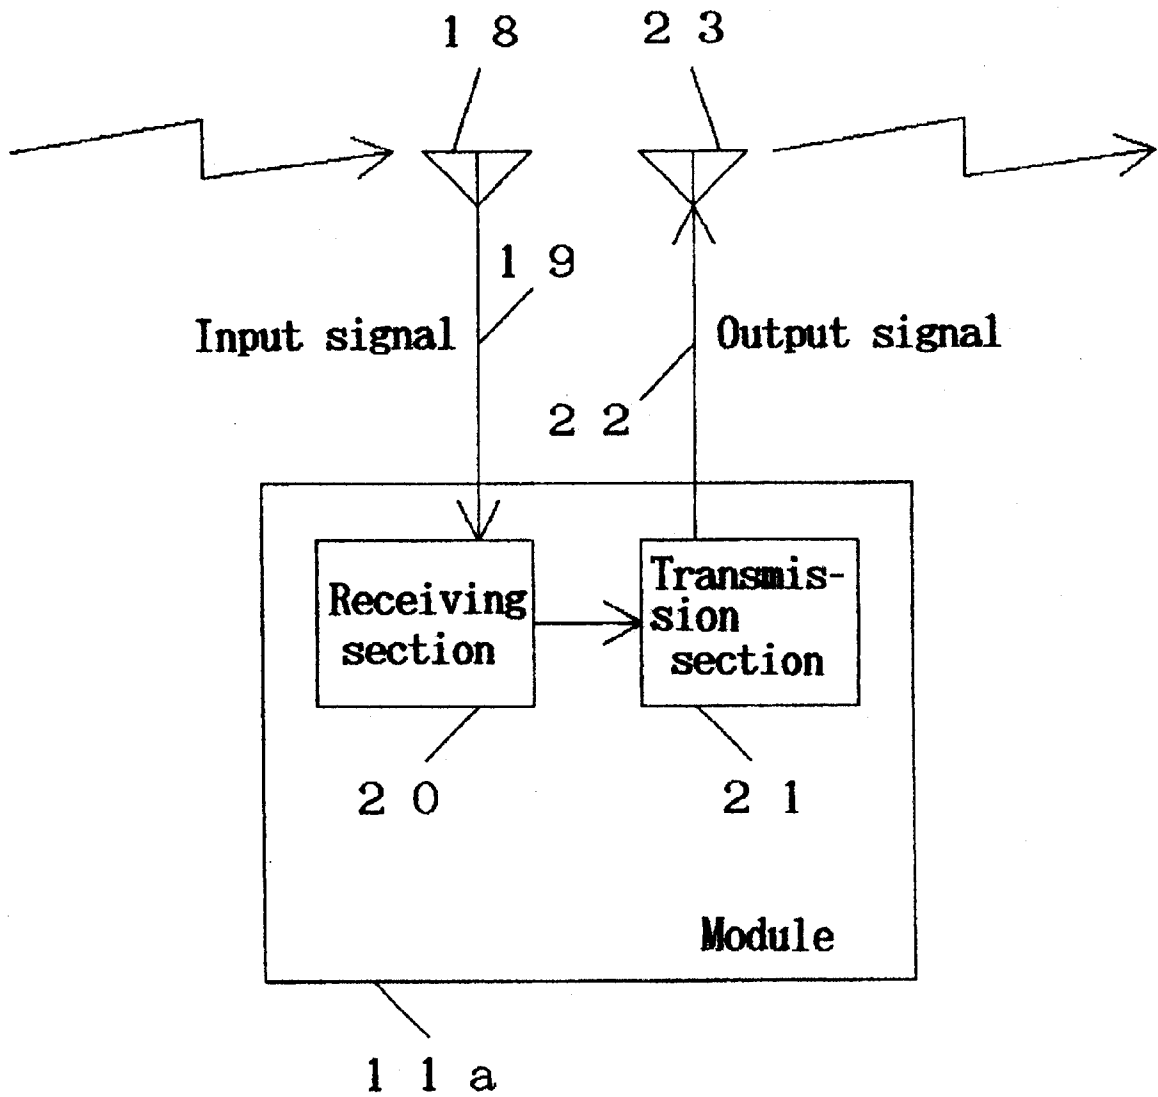 18
23
19
Input signal
Output signal
22
Receiving
section
Transmis-
sion
section
20
21
Module
11a